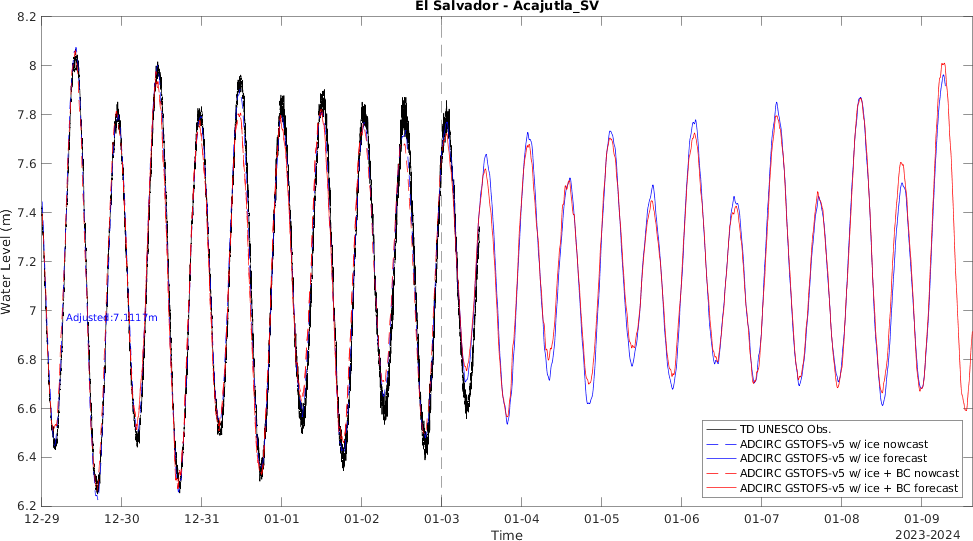 El Salvador - Acajutla_SV
8.2
8
7.8
7.6
7.4
7.2
7
6.8
6.6
6.4
6.2
Water Level (m)
Adjusted:7.1117m
TD UNESCO Obs.
ADCIRC GSTOFS-v5 w/ ice nowcast
ADCIRC GSTOFS-v5 w/ ice forecast
ADCIRC GSTOFS-v5 w/ ice + BC nowcast
ADCIRC GSTOFS-v5 w/ ice + BC forecast
12-29 12-30 12-31 01-01 01-02 01-03 01-04 01-05 01-06 01-07 01-08 01-09
Time
2023-2024